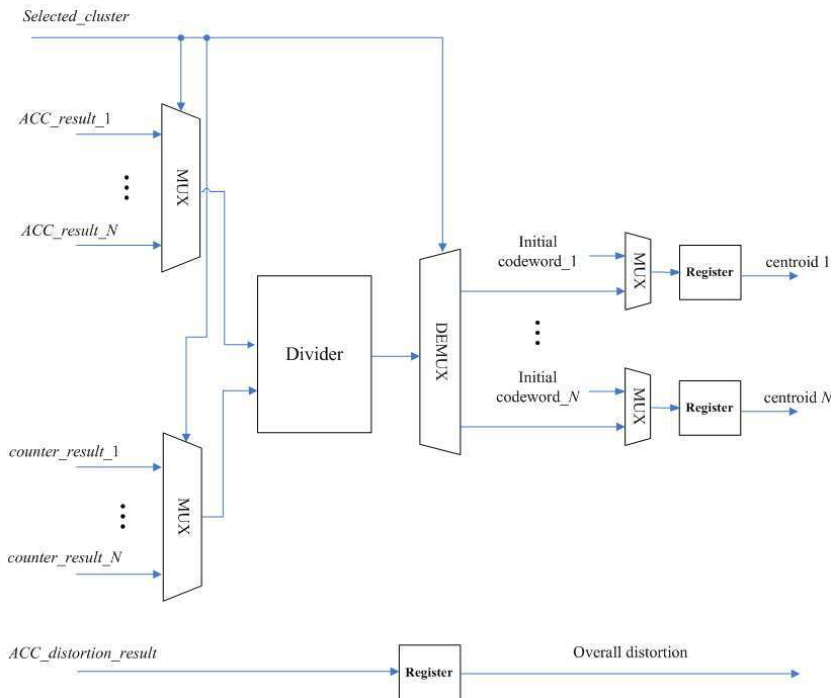 Selected_cluster
ACC_result_1
MUX
ACC_result_N
Initial
codeword_1
MUX
Register
centroid 1
Divider
DEMUX
Initial
codeword_N
MUX
Register
centroid N
counter_result_1
MUX
counter_result_N
ACC_distortion_result
Register
Overall distortion